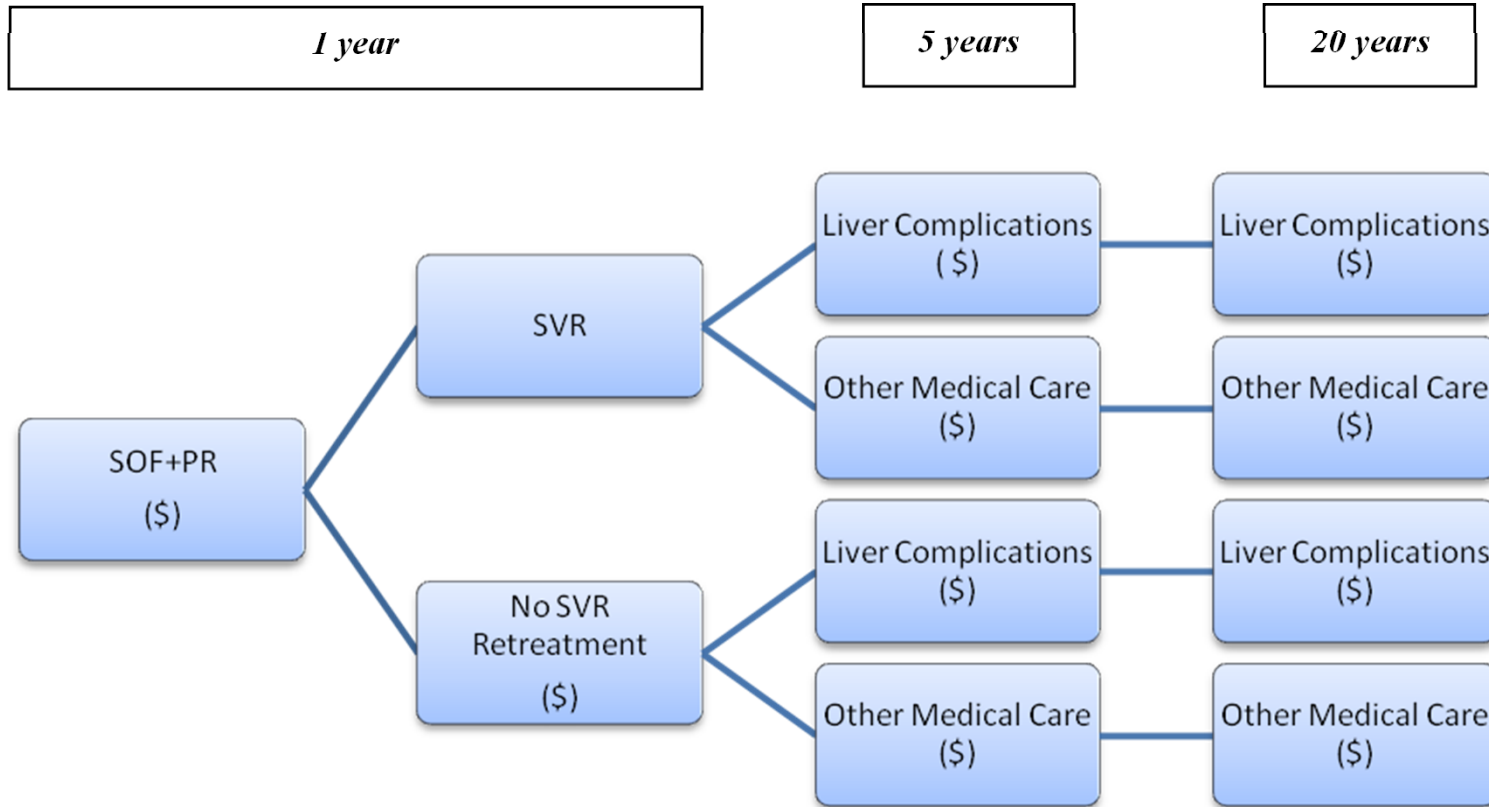 1 year
5 years
20 years
SOF+PR
($)
SVR
No SVR
Retreatment
($)
Liver Complications
( $)
Other Medical Care
($)
Liver Complications
($)
Other Medical Care
($)
Liver Complications
($)
Other Medical Care
($)
Liver Complications
($)
Other Medical Care
($)